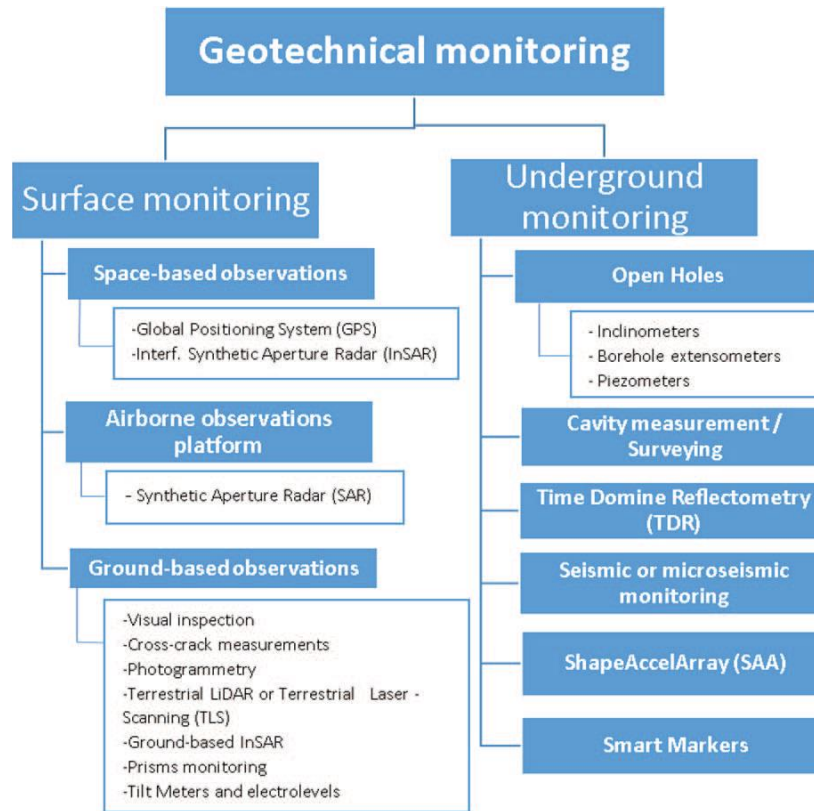 Geotechnical monitoring
Surface monitoring
Space-based observations
-Global Positioning System (GPS)
-Interf. Synthetic Aperture Radar (InSAR)
Airborne observations
platform
- Synthetic Aperture Radar (SAR)
Ground-based observations
-Visual inspection
-Cross-crack measurements
-Photogrammetry
-Terrestrial LiDAR or Terrestrial Laser -
Scanning (TLS)
-Ground-based InSAR
-Prisms monitoring
-Tilt Meters and electrolevels
Underground
monitoring
Open Holes
- Inclinometers
- Borehole extensometers
- Piezometers
Cavity measurement /
Surveying
Time Domine Reflectometry
(TDR)
Seismic or microseismic
monitoring
ShapeAccelArray (SAA)
Smart Markers